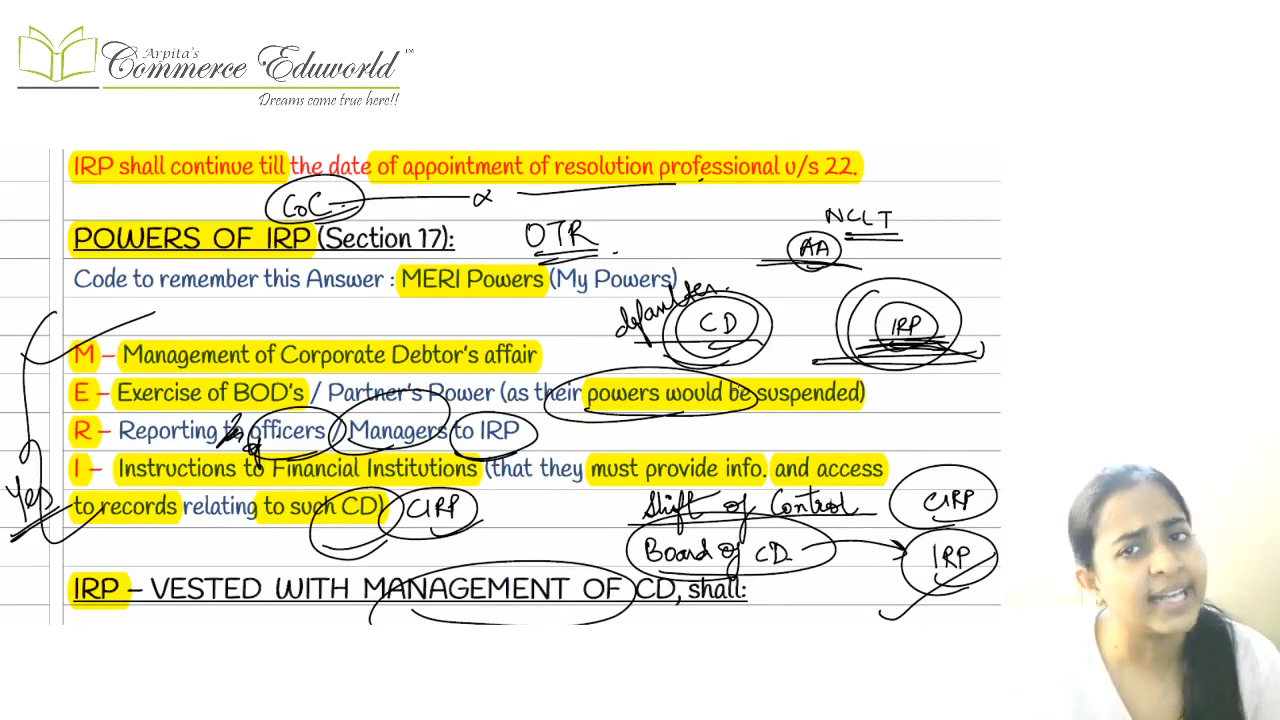 Arpita's
Commerce Eduworld™
Dreams come true here!!
IRP shall continue till the date of appointment of resolution professional u/s 22.
CoC
POWERS OF IRP (Section 17):
OTR
NCLT
AA
Code to remember this Answer : MERI Powers (My Powers)
defaulter
CD
IRP
M – Management of Corporate Debtor's affair
E – Exercise of BOD's / Partner's Power (as their powers would be suspended)
R – Reporting of officers / Managers to IRP
I – Instructions to Financial Institutions (that they must provide info. and access
to records relating to such CD)
CIRP
Yes
Shift of Control
CIRP
Board of CD
IRP
IRP – VESTED WITH MANAGEMENT OF CD, shall: